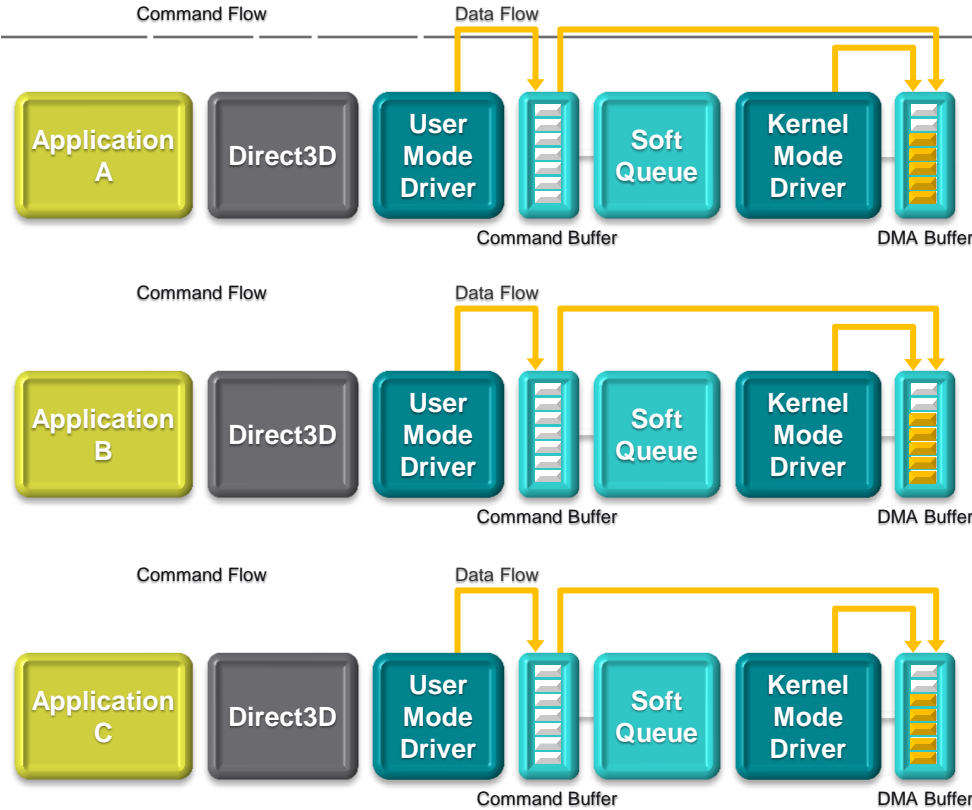 Command Flow
Data Flow
Application
A
Direct3D
User
Mode
Driver
Soft
Queue
Kernel
Mode
Driver
Command Buffer
DMA Buffer
Command Flow
Data Flow
Application
B
Direct3D
User
Mode
Driver
Soft
Queue
Kernel
Mode
Driver
Command Buffer
DMA Buffer
Command Flow
Data Flow
Application
C
Direct3D
User
Mode
Driver
Soft
Queue
Kernel
Mode
Driver
Command Buffer
DMA Buffer